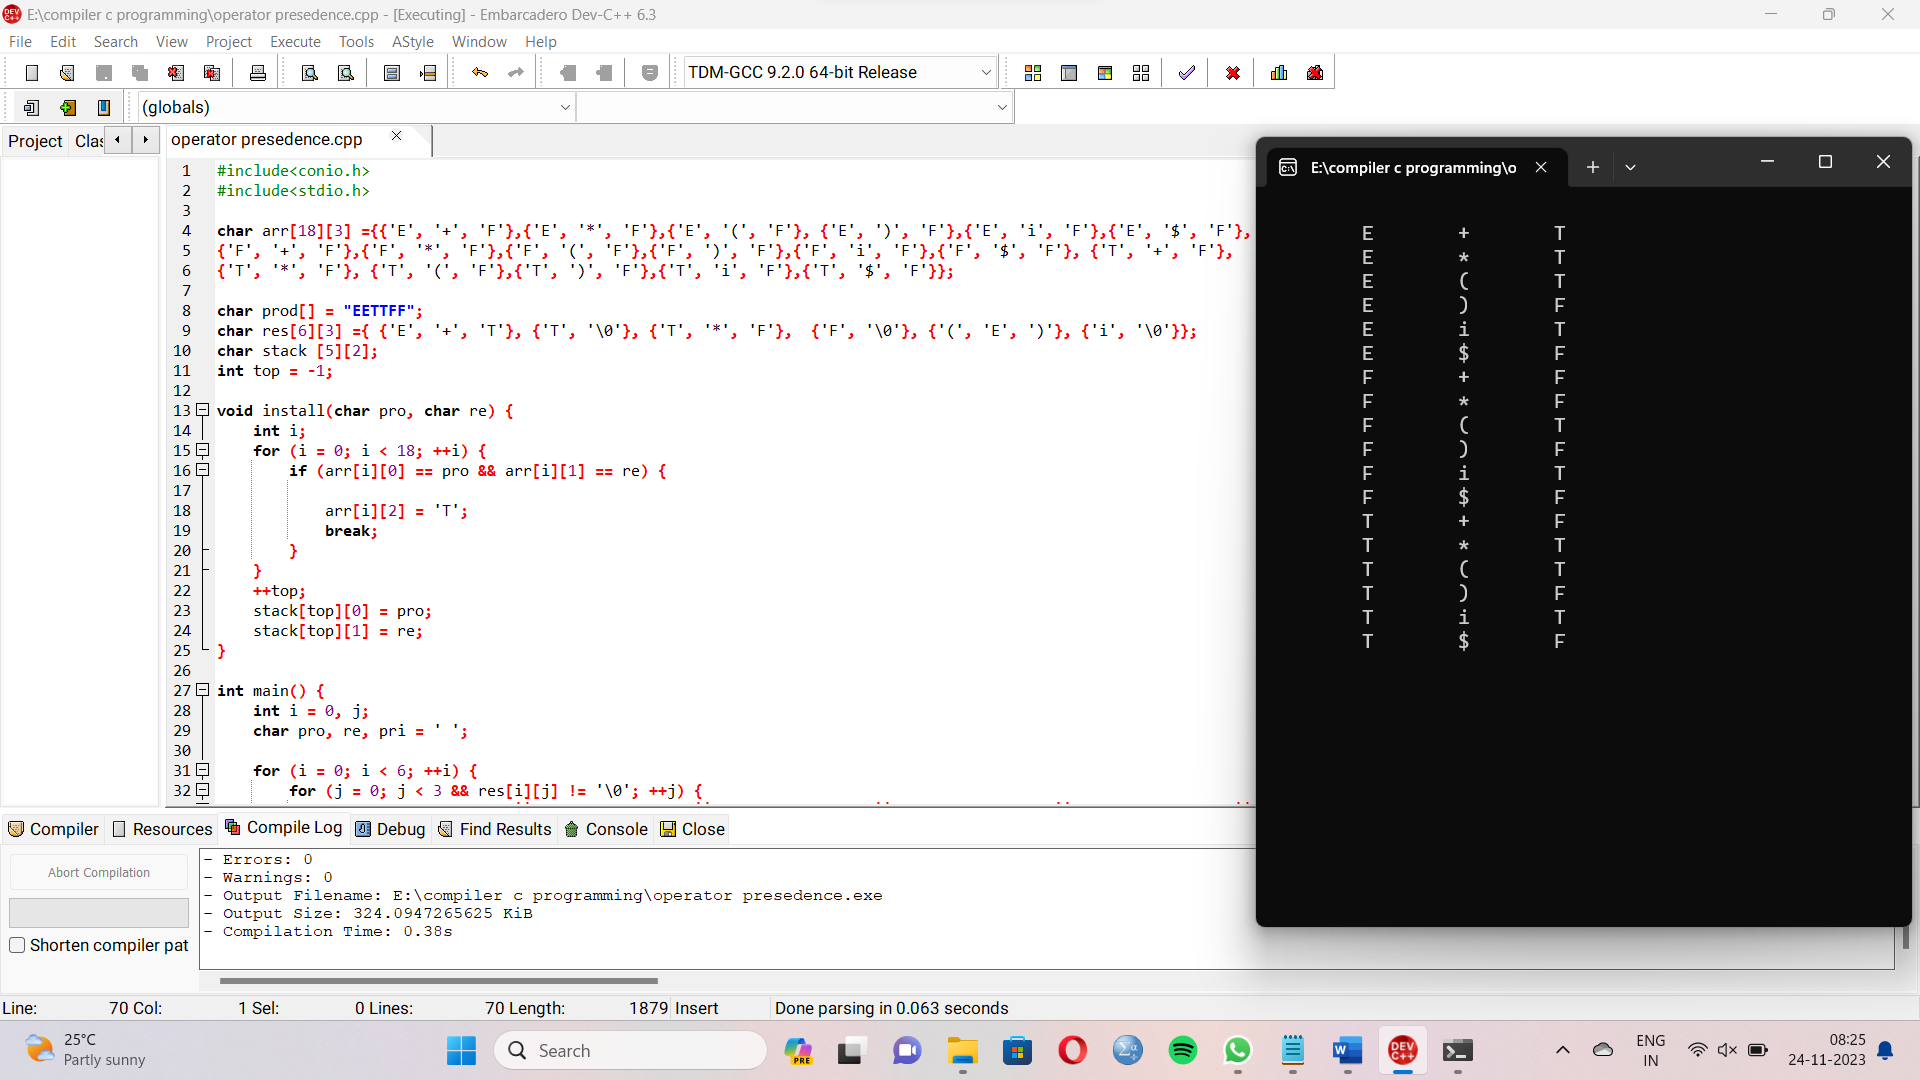 E:\compiler c programming\operator presedence.cpp - [Executing] - Embarcadero Dev-C++ 6.3
File Edit Search View Project Execute Tools AStyle Window Help
TDM-GCC 9.2.0 64-bit Release
(globals)
Project Clas operator presedence.cpp
1 #include<conio.h>
2 #include<stdio.h>
3
4 char arr[18][3] ={{'E', '+', 'F'},{'E', '*', 'F'},{'E', '(', 'F'}, {'E', ')', 'F'},{'E', 'i', 'F'},{'E', '$', 'F'},
5 {'F', '+', 'F'},{'F', '*', 'F'},{'F', '(', 'F'},{'F', ')', 'F'},{'F', 'i', 'F'},{'F', '$', 'F'}, {'T', '+', 'F'},
6 {'T', '*', 'F'}, {'T', '(', 'F'},{'T', ')', 'F'},{'T', 'i', 'F'},{'T', '$', 'F'}};
7
8 char prod[] = "EETTFF";
9 char res[6][3] ={ {'E', '+', 'T'}, {'T', '\0'}, {'T', '*', 'F'},  {'F', '\0'}, {'(', 'E', ')'}, {'i', '\0'}};
10 char stack [5][2];
11 int top = -1;
12
13 void install(char pro, char re) {
14 int i;
15 for (i = 0; i < 18; ++i) {
16 if (arr[i][0] == pro && arr[i][1] == re) {
17
18 arr[i][2] = 'T';
19 break;
20 }
21 }
22 ++top;
23 stack[top][0] = pro;
24 stack[top][1] = re;
25 }
26
27 int main() {
28 int i = 0, j;
29 char pro, re, pri = ' ';
30
31 for (i = 0; i < 6; ++i) {
32 for (j = 0; j < 3 && res[i][j] != '\0'; ++j) {
E:\compiler c programming\o
E + T
E * T
E ( T
E ) F
E i T
E $ F
F + F
F * F
F ( T
F ) F
F i T
F $ F
T + F
T * T
T ( T
T ) F
T i T
T $ F
Compiler Resources Compile Log Debug Find Results Console Close
Abort Compilation
Shorten compiler pat
- Errors: 0
- Warnings: 0
- Output Filename: E:\compiler c programming\operator presedence.exe
- Output Size: 324.0947265625 KiB
- Compilation Time: 0.38s
Line: 70 Col: 1 Sel: 0 Lines: 70 Length: 1879 Insert Done parsing in 0.063 seconds
25°C
Partly sunny
Search
PRE
DEV C++
ENG
IN
08:25
24-11-2023